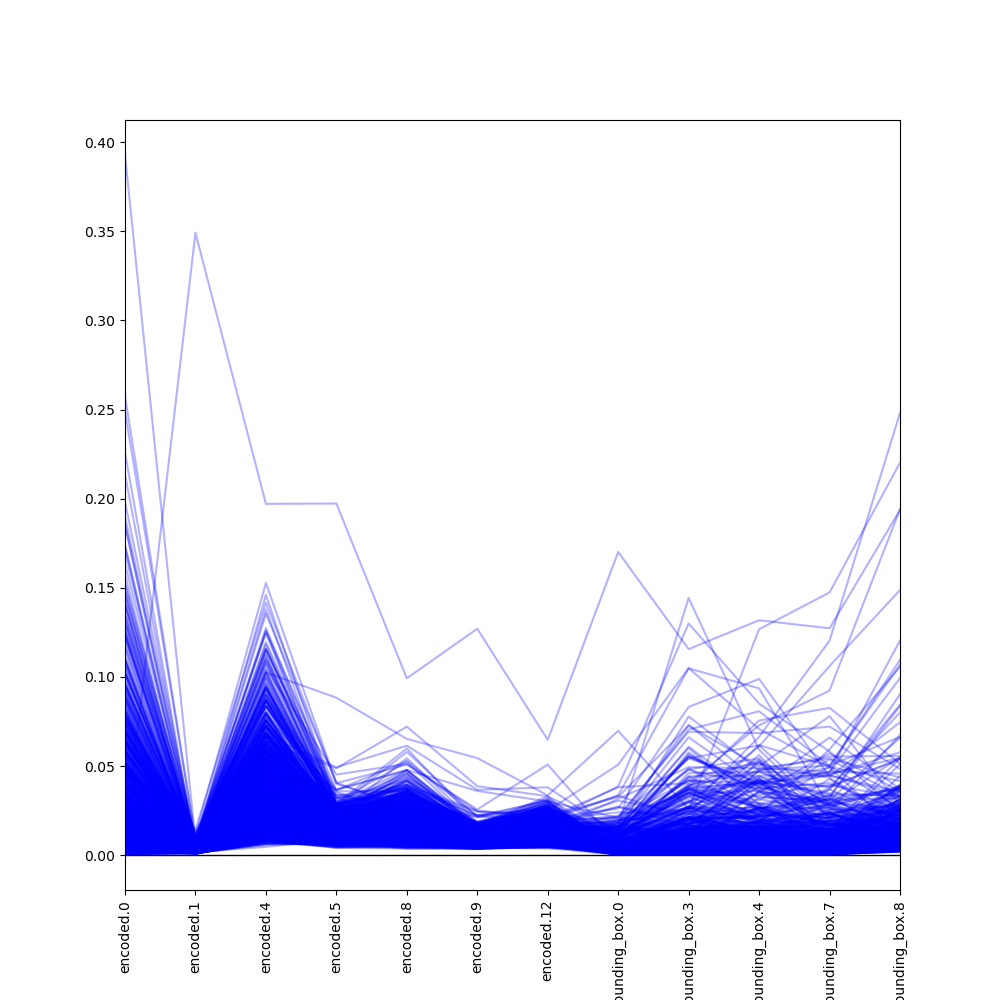 0.40
0.35
0.30
0.25
0.20
0.15
0.10
0.05
0.00
encoded.0
encoded.1
encoded.4
encoded.5
encoded.8
encoded.9
encoded.12
ounding_box.0
ounding_box.3
ounding_box.4
ounding_box.7
ounding_box.8